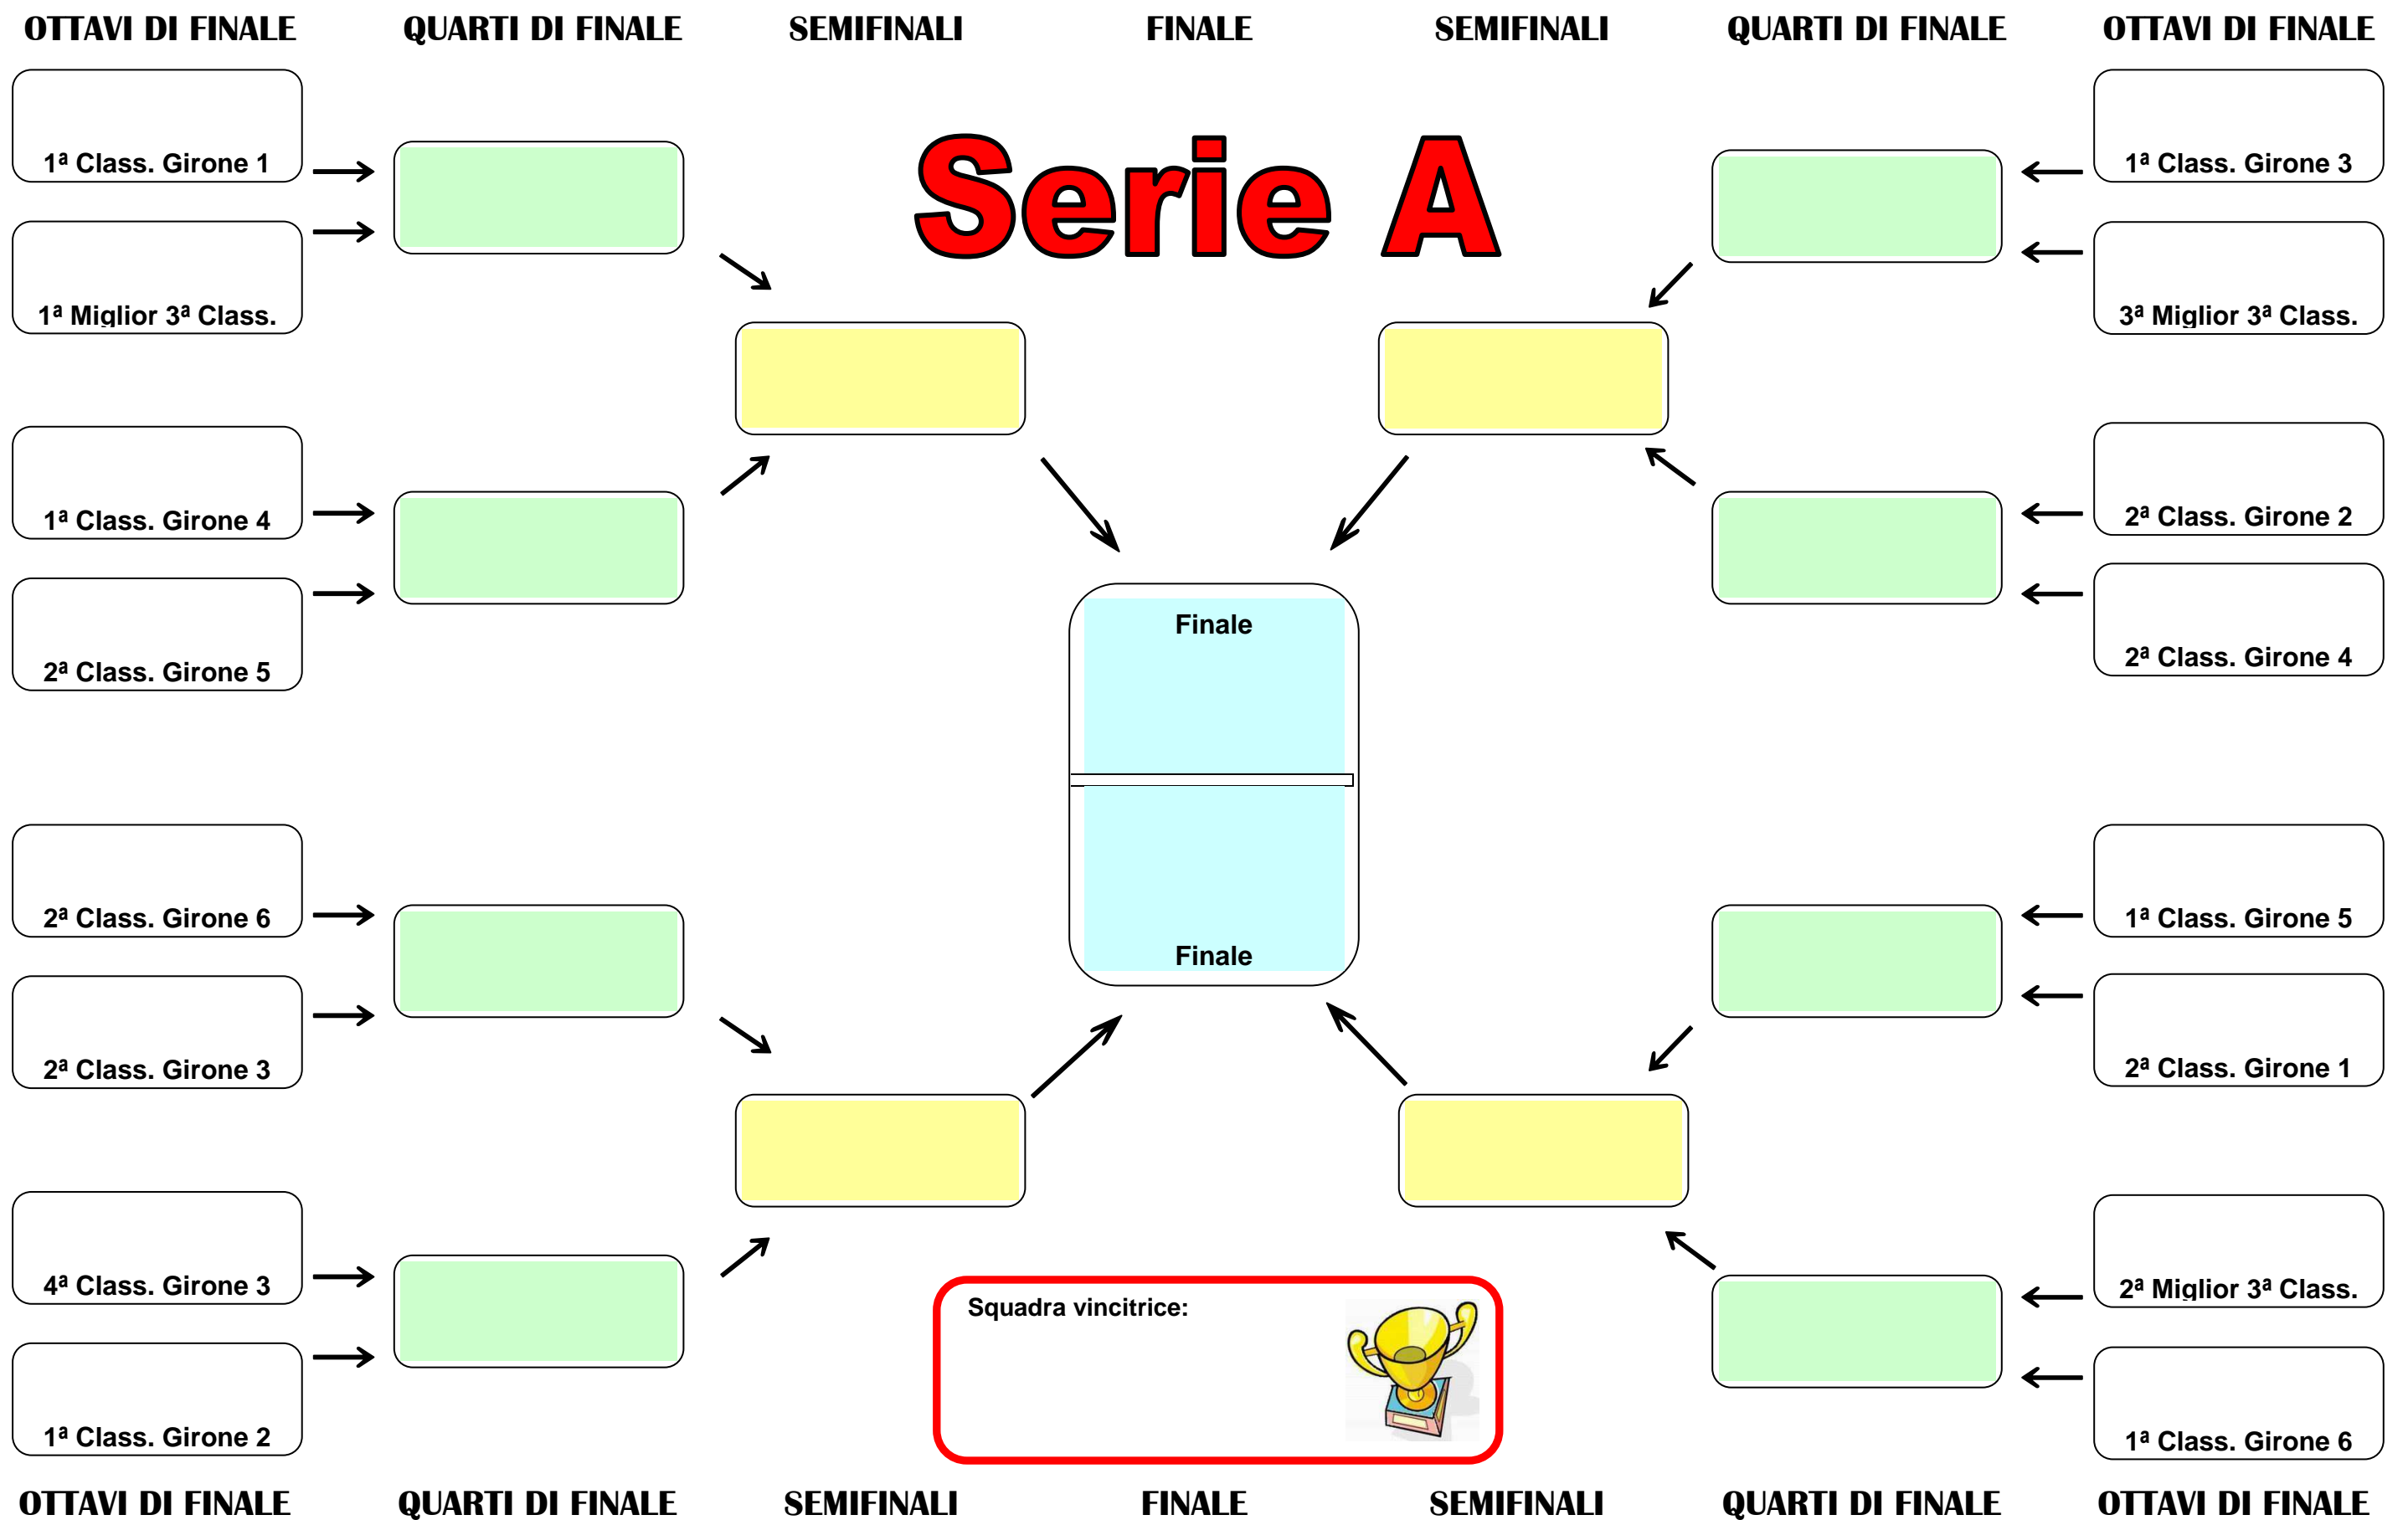 OTTAVI DI FINALE QUARTI DI FINALE SEMIFINALI FINALE SEMIFINALI QUARTI DI FINALE OTTAVI DI FINALE
Serie A
1ª Class. Girone 1
1ª Class. Girone 3
1ª Miglior 3ª Class.
3ª Miglior 3ª Class.
1ª Class. Girone 4
2ª Class. Girone 2
2ª Class. Girone 5
2ª Class. Girone 4
Finale
2ª Class. Girone 6
1ª Class. Girone 5
Finale
2ª Class. Girone 3
2ª Class. Girone 1
4ª Class. Girone 3
2ª Miglior 3ª Class.
Squadra vincitrice:
1ª Class. Girone 2
1ª Class. Girone 6
OTTAVI DI FINALE QUARTI DI FINALE SEMIFINALI FINALE SEMIFINALI QUARTI DI FINALE OTTAVI DI FINALE